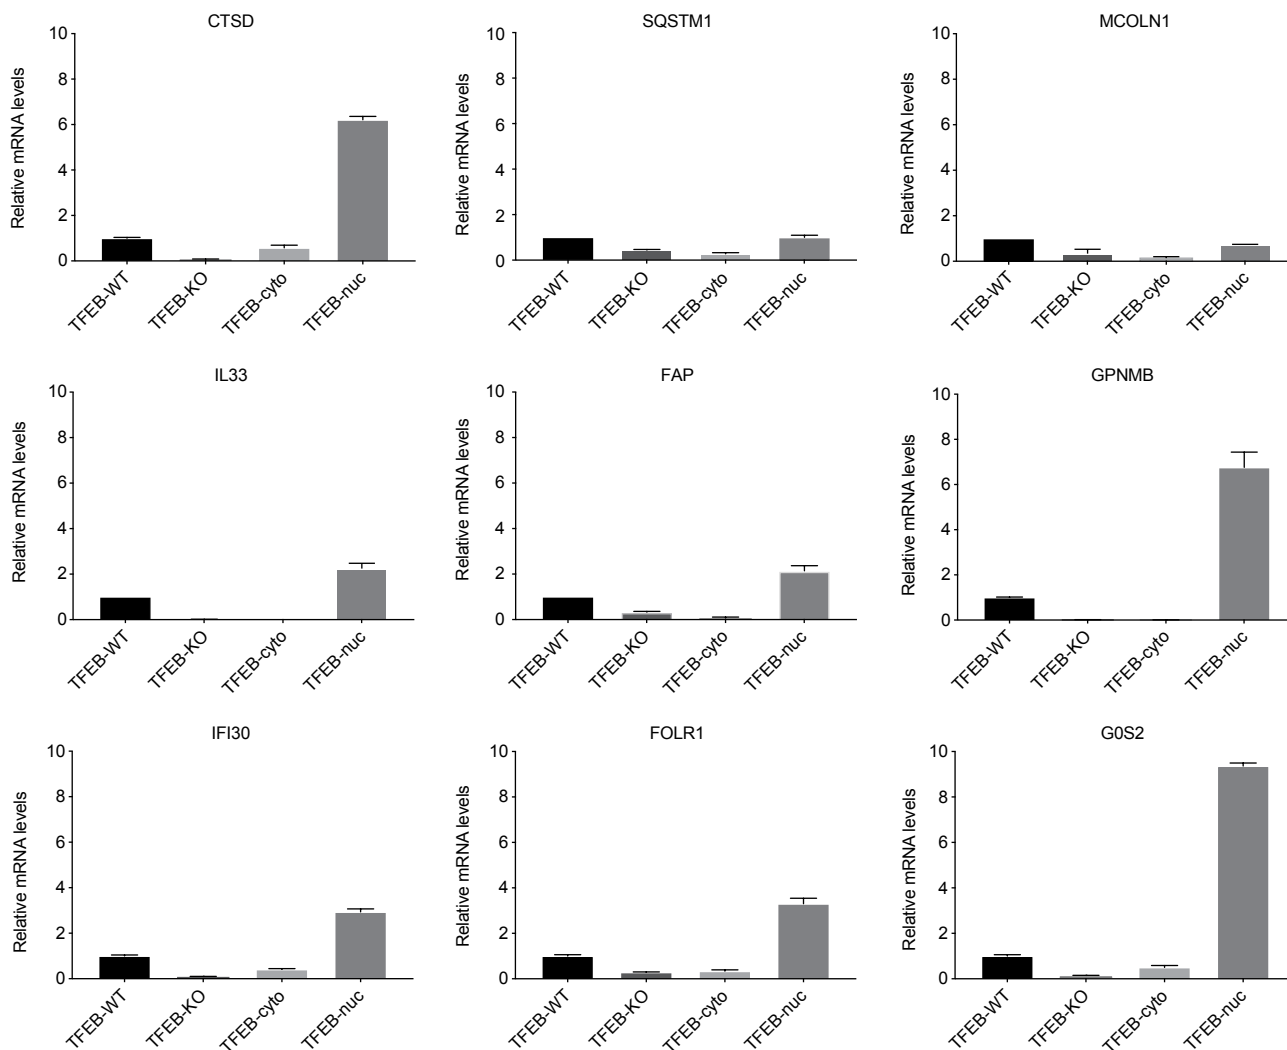 CTSD
Relative mRNA levels
10
8
6
4
2
0
TFEB-WT
TFEB-KO
TFEB-cyto
TFEB-nuc
SQSTM1
Relative mRNA levels
10
8
6
4
2
0
TFEB-WT
TFEB-KO
TFEB-cyto
TFEB-nuc
MCOLN1
Relative mRNA levels
10
8
6
4
2
0
TFEB-WT
TFEB-KO
TFEB-cyto
TFEB-nuc
IL33
Relative mRNA levels
10
8
6
4
2
0
TFEB-WT
TFEB-KO
TFEB-cyto
TFEB-nuc
FAP
Relative mRNA levels
10
8
6
4
2
0
TFEB-WT
TFEB-KO
TFEB-cyto
TFEB-nuc
GPNMB
Relative mRNA levels
10
8
6
4
2
0
TFEB-WT
TFEB-KO
TFEB-cyto
TFEB-nuc
IFI30
Relative mRNA levels
10
8
6
4
2
0
TFEB-WT
TFEB-KO
TFEB-cyto
TFEB-nuc
FOLR1
Relative mRNA levels
10
8
6
4
2
0
TFEB-WT
TFEB-KO
TFEB-cyto
TFEB-nuc
G0S2
Relative mRNA levels
10
8
6
4
2
0
TFEB-WT
TFEB-KO
TFEB-cyto
TFEB-nuc